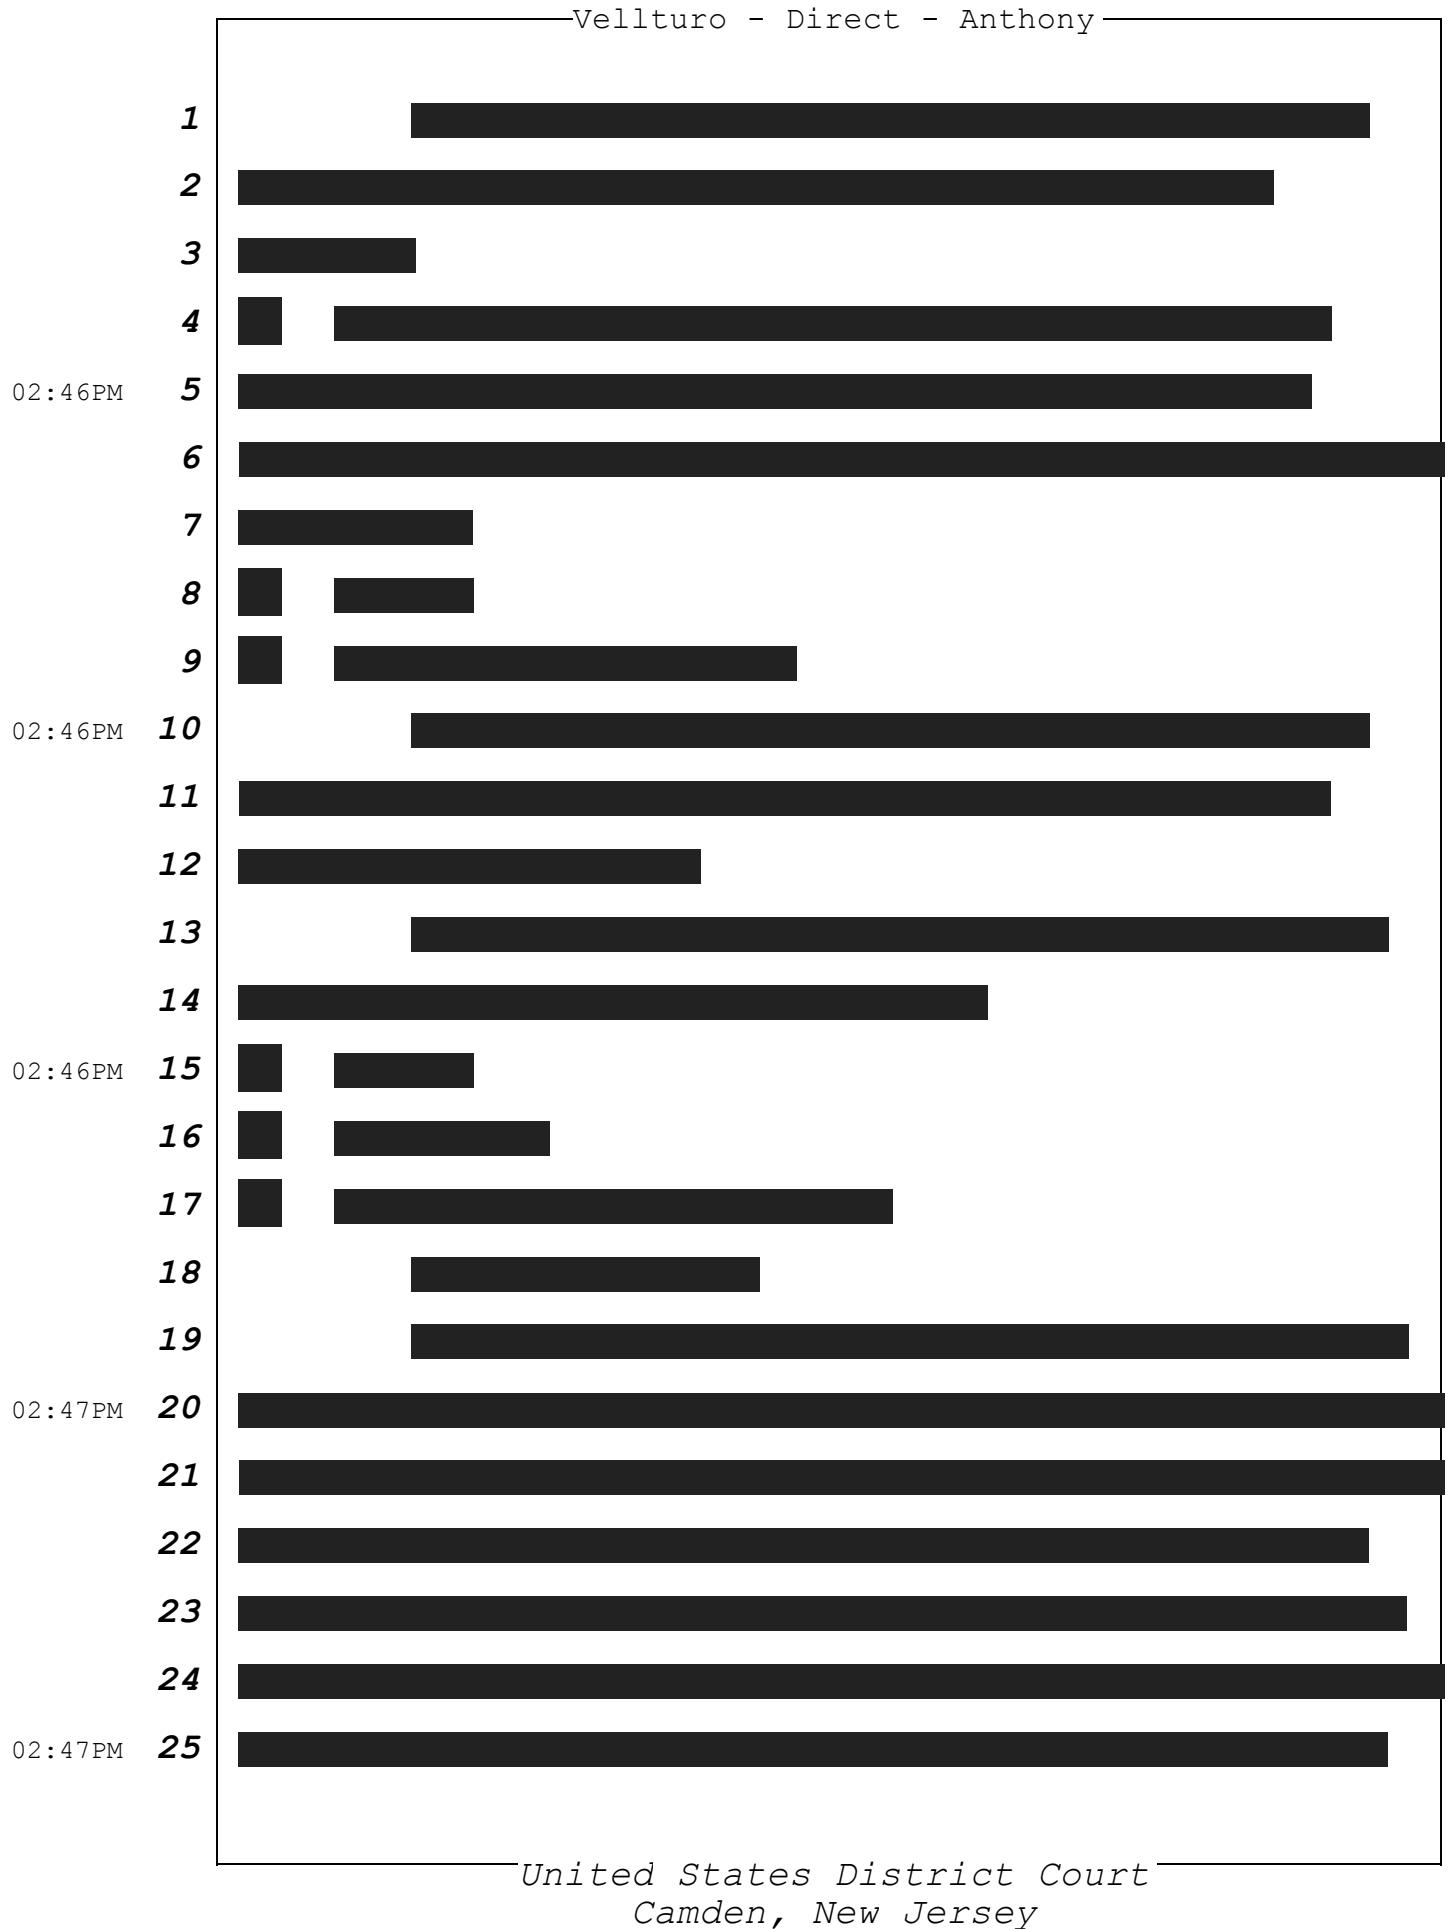 Vellturo - Direct - Anthony
1
2
3
4
02:46PM 5
6
7
8
9
02:46PM 10
11
12
13
14
02:46PM 15
16
17
18
19
02:47PM 20
21
22
23
24
02:47PM 25
United States District Court
Camden, New Jersey